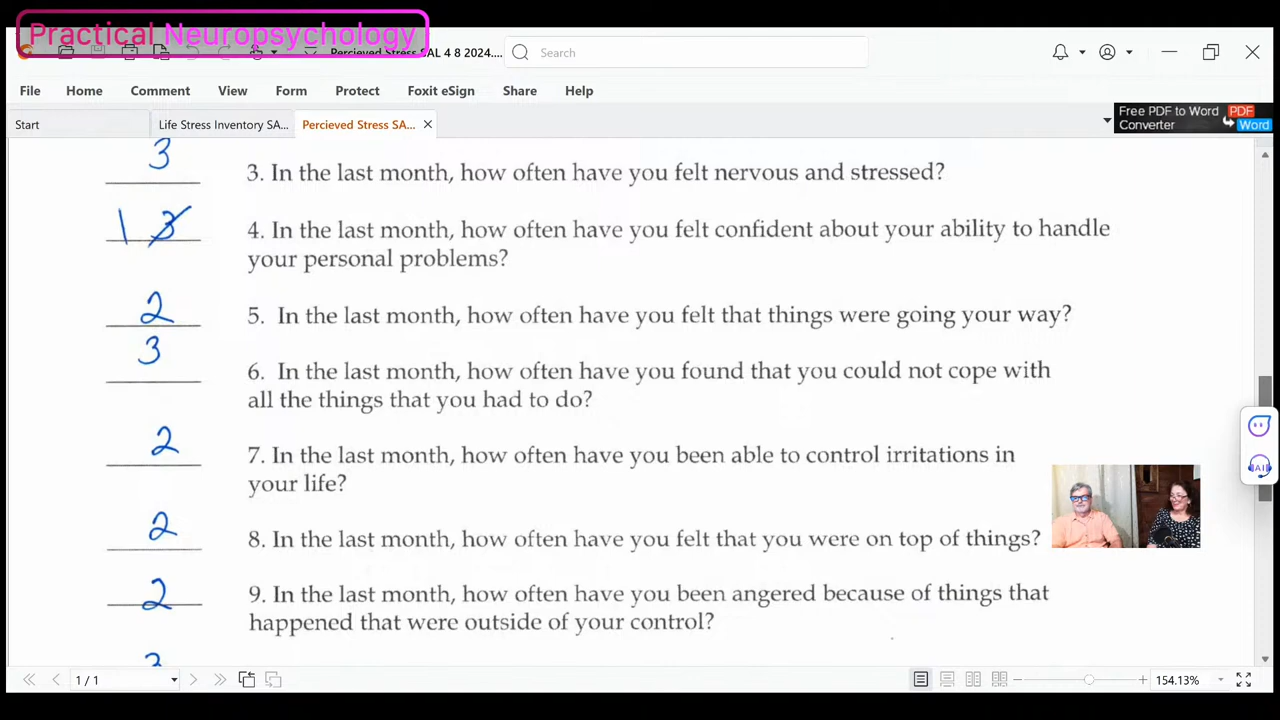 Practical Neuropsychology
Percieved Stress SAL 4 8 2024....
Search
File Home Comment View Form Protect Foxit eSign Share Help
Start
Life Stress Inventory SA...
Percieved Stress SA...
Free PDF to Word
Converter
PDF
Word
3
3. In the last month, how often have you felt nervous and stressed?
1 3
4. In the last month, how often have you felt confident about your ability to handle
your personal problems?
2
5. In the last month, how often have you felt that things were going your way?
3
6. In the last month, how often have you found that you could not cope with
all the things that you had to do?
2
7. In the last month, how often have you been able to control irritations in
your life?
2
8. In the last month, how often have you felt that you were on top of things?
2
9. In the last month, how often have you been angered because of things that
happened that were outside of your control?
AI
1 / 1
154.13%